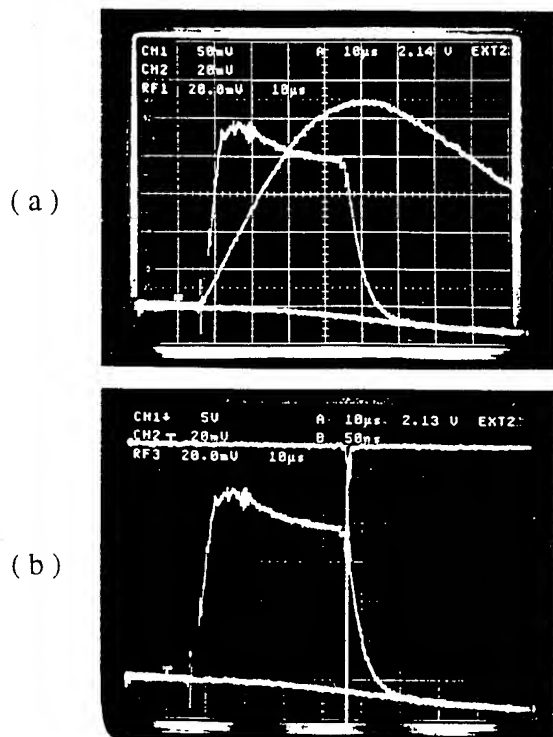 (a)
CH1 50mV A 10µs 2.14 V EXT2
CH2 20mV
RF1 20.0mV 10µs
(b)
CH1↓ 5V A 10µs 2.13 V EXT2
CH2 20mV B 50ns
RF3 20.0mV 10µs